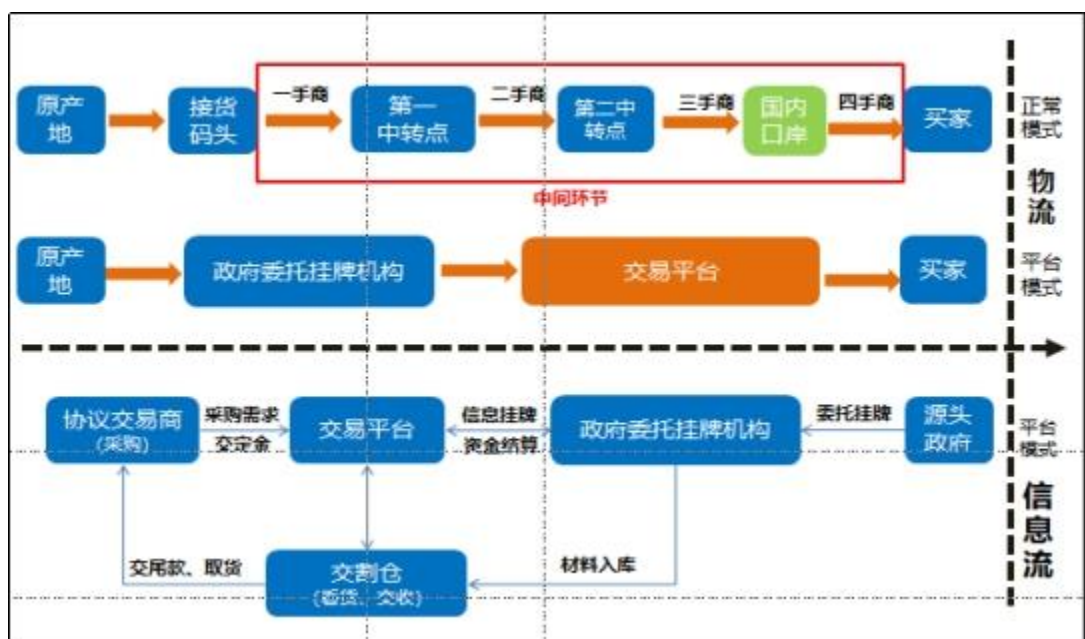 原产
地
接货
码头
一手商
第一
中转点
二手商
第二中
转点
三手商
国内
口岸
四手商
买家
正常
模式
中间环节
物
流
原产
地
政府委托挂牌机构
交易平台
买家
平台
模式
协议交易商
(采购)
采购需求
交定金
交易平台
信息挂牌
资金结算
政府委托挂牌机构
委托挂牌
源头
政府
平台
模式
信
息
流
交尾款、取货
交割仓
(看货、交收)
材料入库